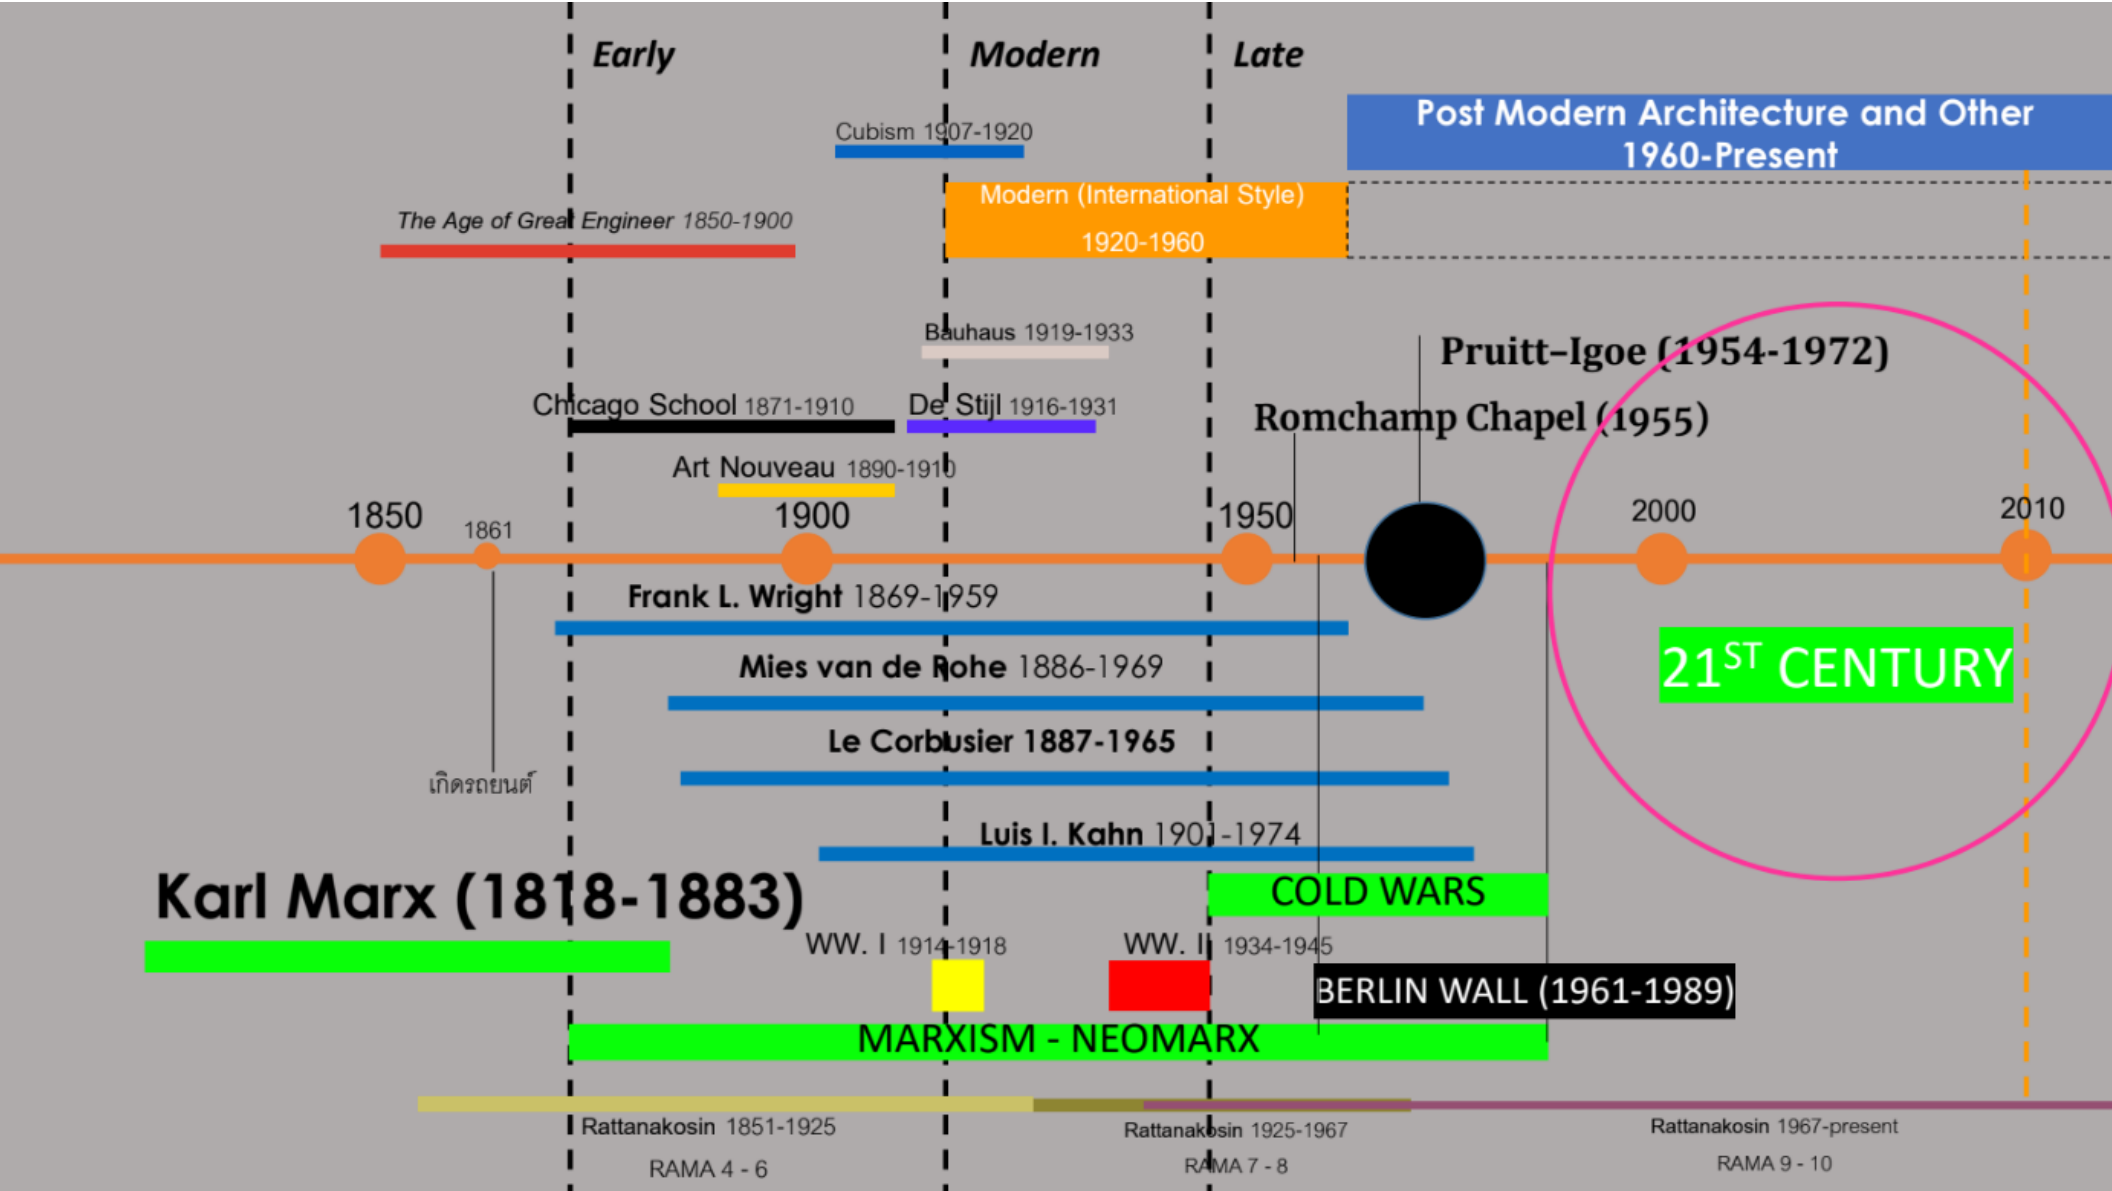 Early
Modern
Late
Post Modern Architecture and Other
1960-Present
Cubism 1907-1920
Modern (International Style)
1920-1960
The Age of Great Engineer 1850-1900
Bauhaus 1919-1933
Pruitt-Igoe (1954-1972)
Chicago School 1871-1910
De Stijl 1916-1931
Romchamp Chapel (1955)
Art Nouveau 1890-1910
1850
1861
1900
1950
2000
2010
Frank L. Wright 1869-1959
21ST CENTURY
Mies van de Rohe 1886-1969
Le Corbusier 1887-1965
เกิดรถยนต์
Luis I. Kahn 1901-1974
Karl Marx (1818-1883)
COLD WARS
WW. I 1914-1918
WW. II 1934-1945
BERLIN WALL (1961-1989)
MARXISM - NEOMARX
Rattanakosin 1851-1925
RAMA 4 - 6
Rattanakosin 1925-1967
RAMA 7 - 8
Rattanakosin 1967-present
RAMA 9 - 10